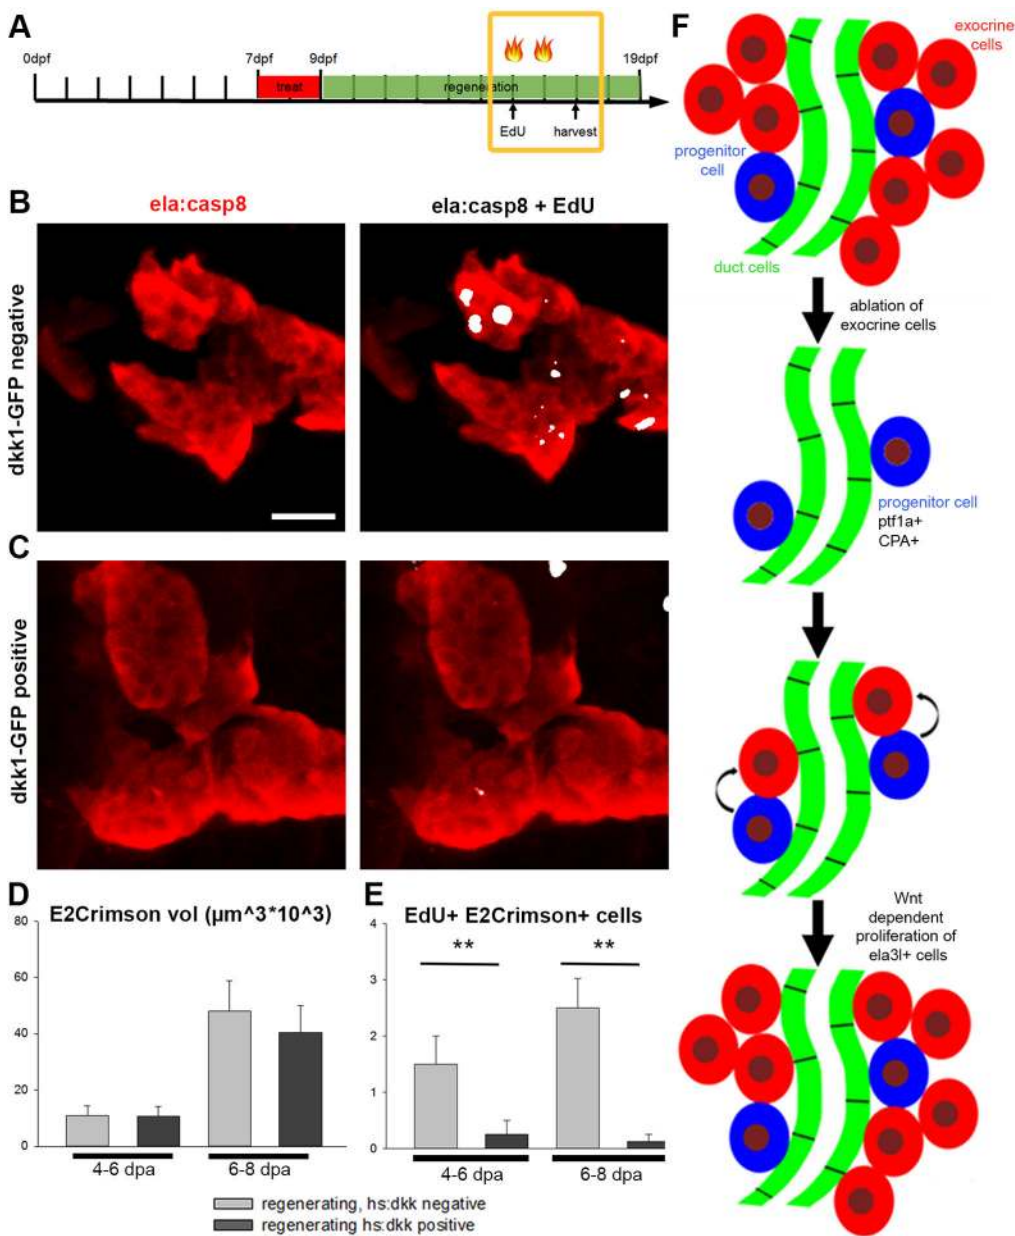 A
0dpf
7dpf
9dpf
19dpf
treat
regeneration
EdU
harvest
B
ela:casp8
ela:casp8 + EdU
dkk1-GFP negative
C
dkk1-GFP positive
D
E2Crimson vol (µm^3*10^3)
80
60
40
20
0
4-6 dpa
6-8 dpa
E
EdU+ E2Crimson+ cells
4
3
2
1
0
**
**
4-6 dpa
6-8 dpa
regenerating, hs:dkk negative
regenerating hs:dkk positive
F
exocrine
cells
progenitor
cell
duct cells
ablation of
exocrine cells
progenitor cell
ptf1a+
CPA+
Wnt
dependent
proliferation of
ela3l+ cells